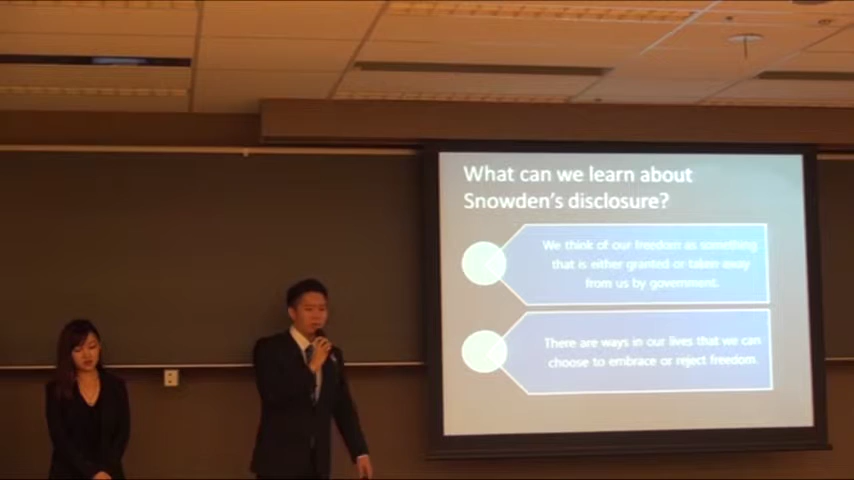 What can we learn about
Snowden's disclosure?
We think of our freedom as something
that is either granted or taken away
from us by government.
There are ways in our lives that we can
choose to embrace or reject freedom.